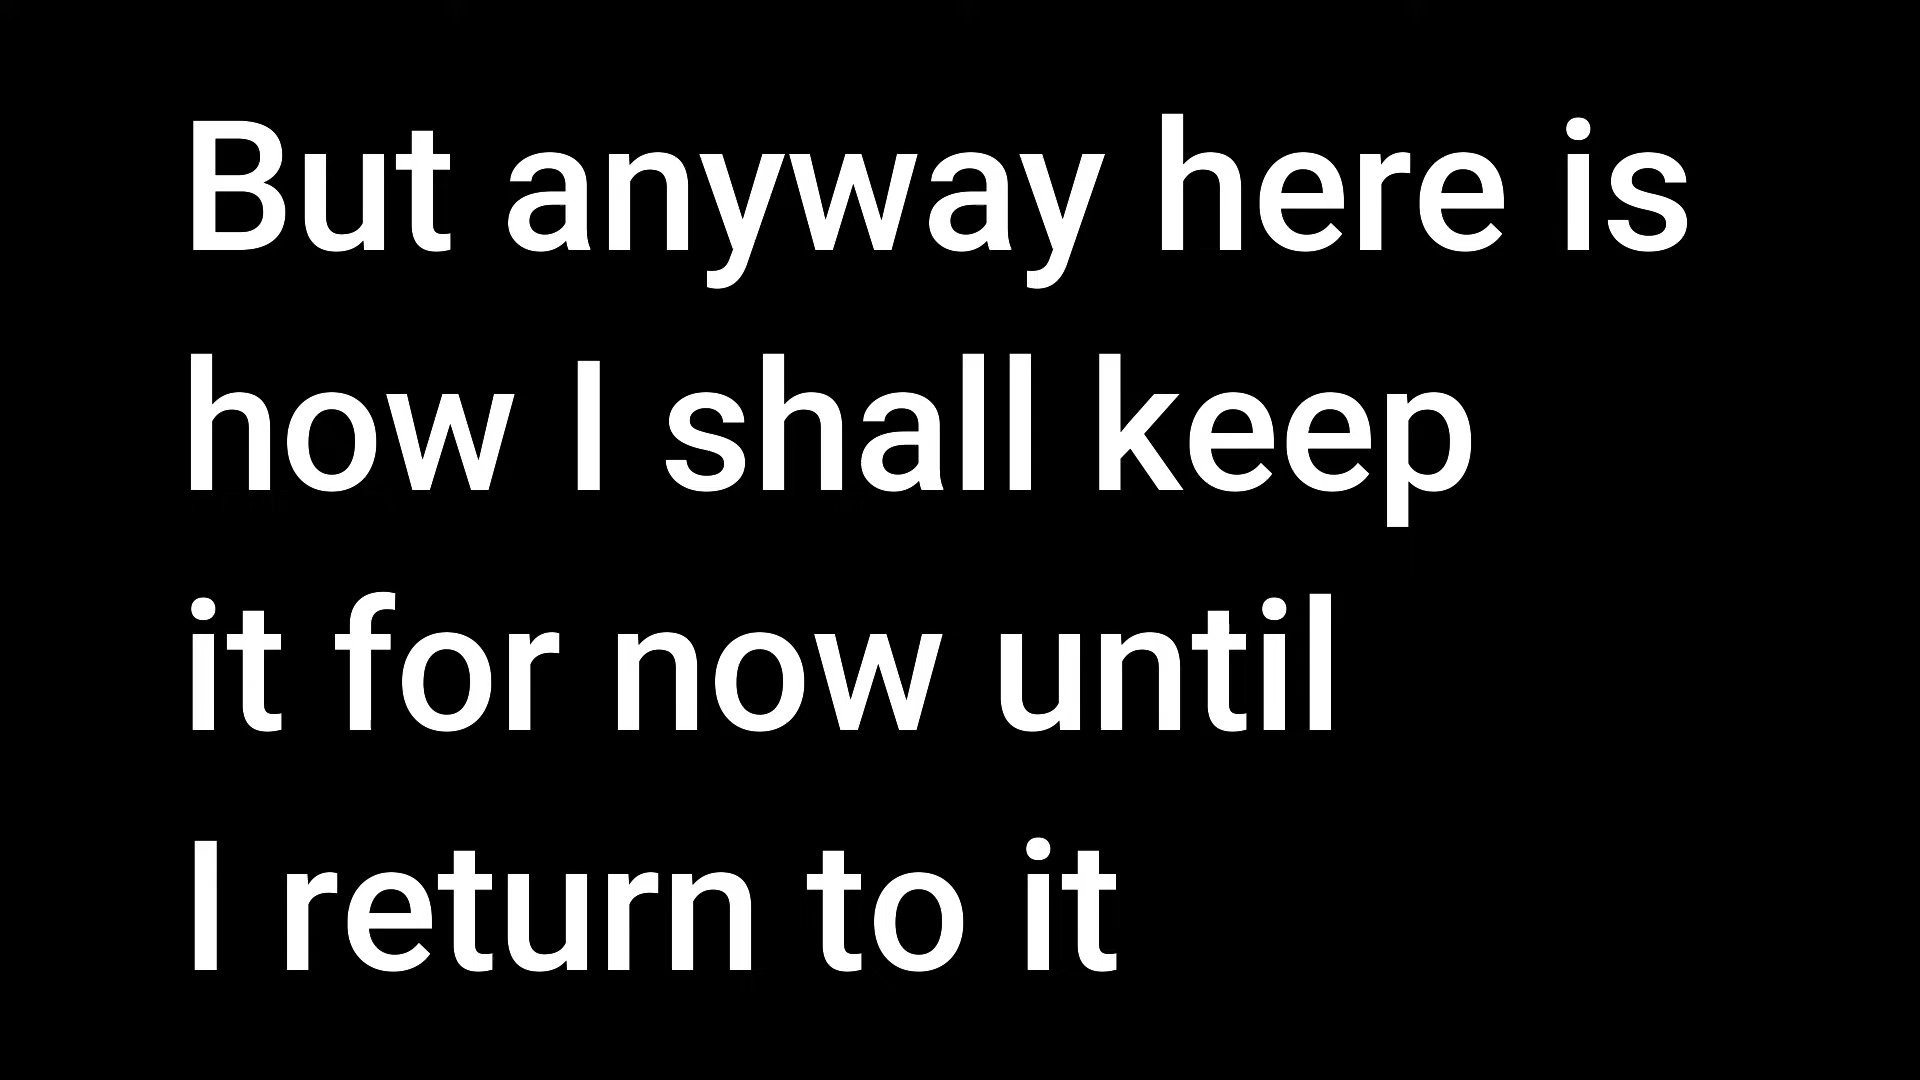 But anyway here is
how I shall keep
it for now until
I return to it